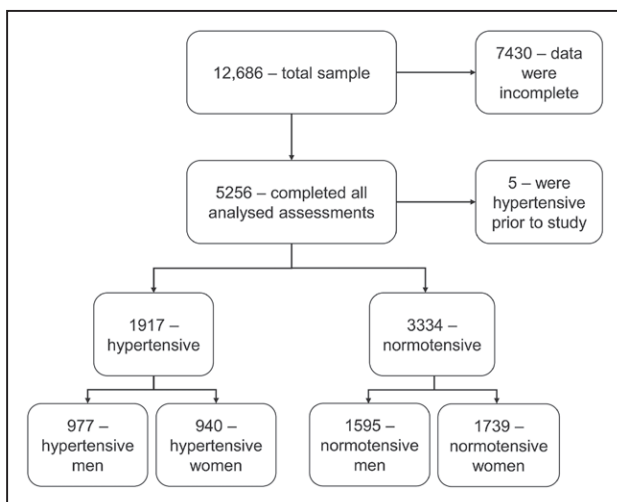 12,686 – total sample
7430 – data
were
incomplete
5256 – completed all
analysed assessments
5 – were
hypertensive
prior to study
1917 –
hypertensive
3334 –
normotensive
977 –
hypertensive
men
940 –
hypertensive
women
1595 –
normotensive
men
1739 –
normotensive
women